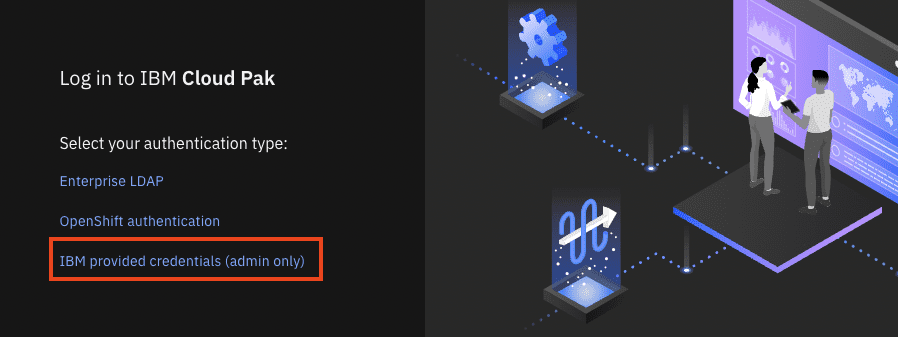 Log in to IBM Cloud Pak
Select your authentication type:
Enterprise LDAP
OpenShift authentication
IBM provided credentials (admin only)